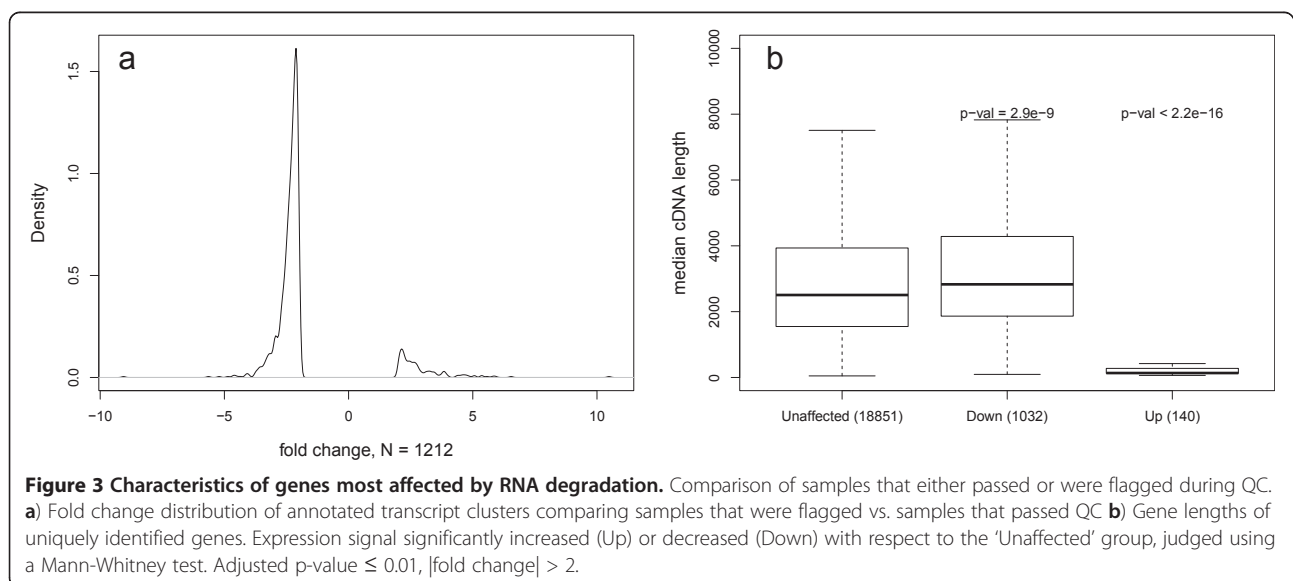 a
Density
0.0
0.5
1.0
1.5
−10
−5
0
5
10
fold change, N = 1212
b
median cDNA length
0
2000
4000
6000
8000
10000
p−val = 2.9e−9
p−val < 2.2e−16
Unaffected (18851)
Down (1032)
Up (140)
Figure 3 Characteristics of genes most affected by RNA degradation. Comparison of samples that either passed or were flagged during QC.
a) Fold change distribution of annotated transcript clusters comparing samples that were flagged vs. samples that passed QC b) Gene lengths of
uniquely identified genes. Expression signal significantly increased (Up) or decreased (Down) with respect to the ‘Unaffected’ group, judged using
a Mann-Whitney test. Adjusted p-value ≤ 0.01, |fold change| > 2.